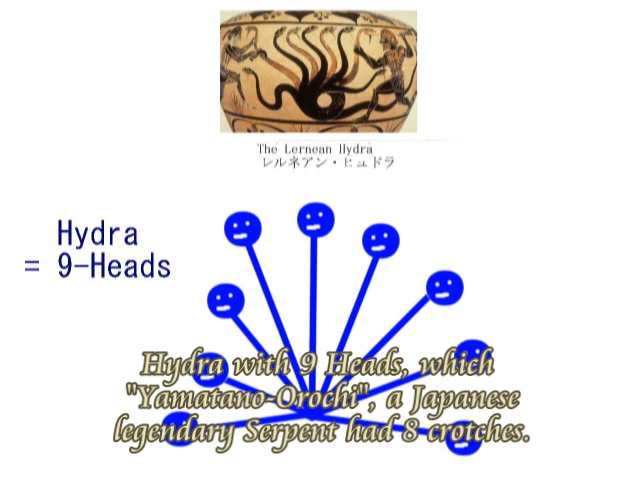 The Lernean Hydra
レルネアン・ヒュドラ
Hydra
= 9-Heads
Hydra with 9 Heads, which
"Yamatano-Orochi", a Japanese
legendary Serpent had 8 crotches.